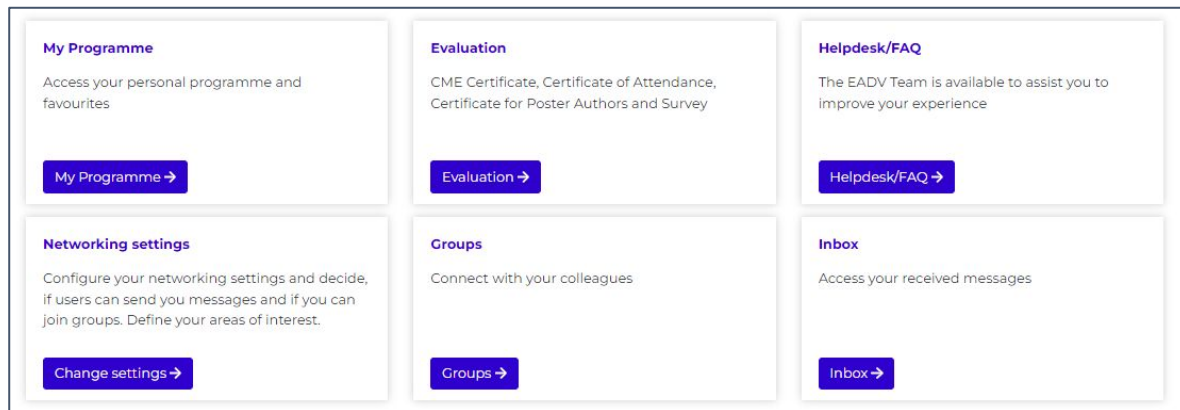 My Programme
Access your personal programme and
favourites
My Programme →
Evaluation
CME Certificate, Certificate of Attendance,
Certificate for Poster Authors and Survey
Evaluation →
Helpdesk/FAQ
The EADV Team is available to assist you to
improve your experience
Helpdesk/FAQ →
Networking settings
Configure your networking settings and decide,
if users can send you messages and if you can
join groups. Define your areas of interest.
Change settings →
Groups
Connect with your colleagues
Groups →
Inbox
Access your received messages
Inbox →